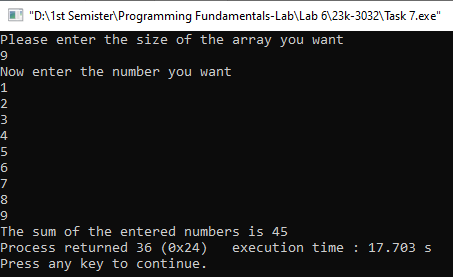 "D:\1st Semister\Programming Fundamentals-Lab\Lab 6\23k-3032\Task 7.exe"
Please enter the size of the array you want
9
Now enter the number you want
1
2
3
4
5
6
7
8
9
The sum of the entered numbers is 45
Process returned 36 (0x24)   execution time : 17.703 s
Press any key to continue.